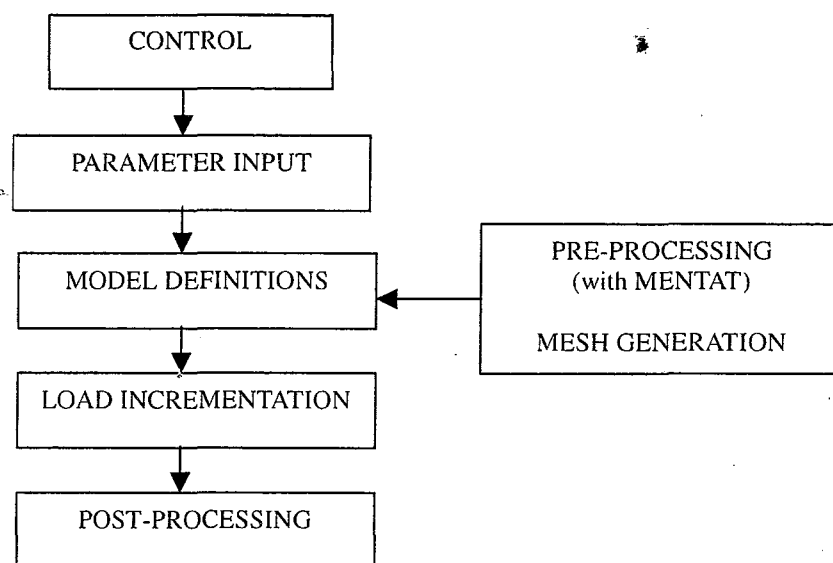 CONTROL
PARAMETER INPUT
MODEL DEFINITIONS
PRE-PROCESSING
(with MENTAT)
MESH GENERATION
LOAD INCREMENTATION
POST-PROCESSING